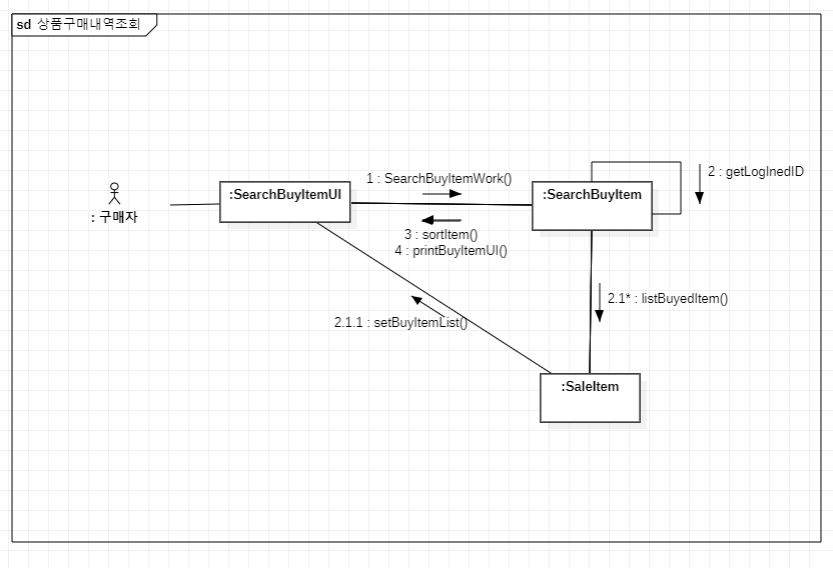 sd 상품구매내역조회
: 구매자
:SearchBuyItemUI
1 : SearchBuyItemWork()
3 : sortItem()
4 : printBuyItemUI()
:SearchBuyItem
2 : getLogInedID
2.1* : listBuyedItem()
2.1.1 : setBuyItemList()
:SaleItem